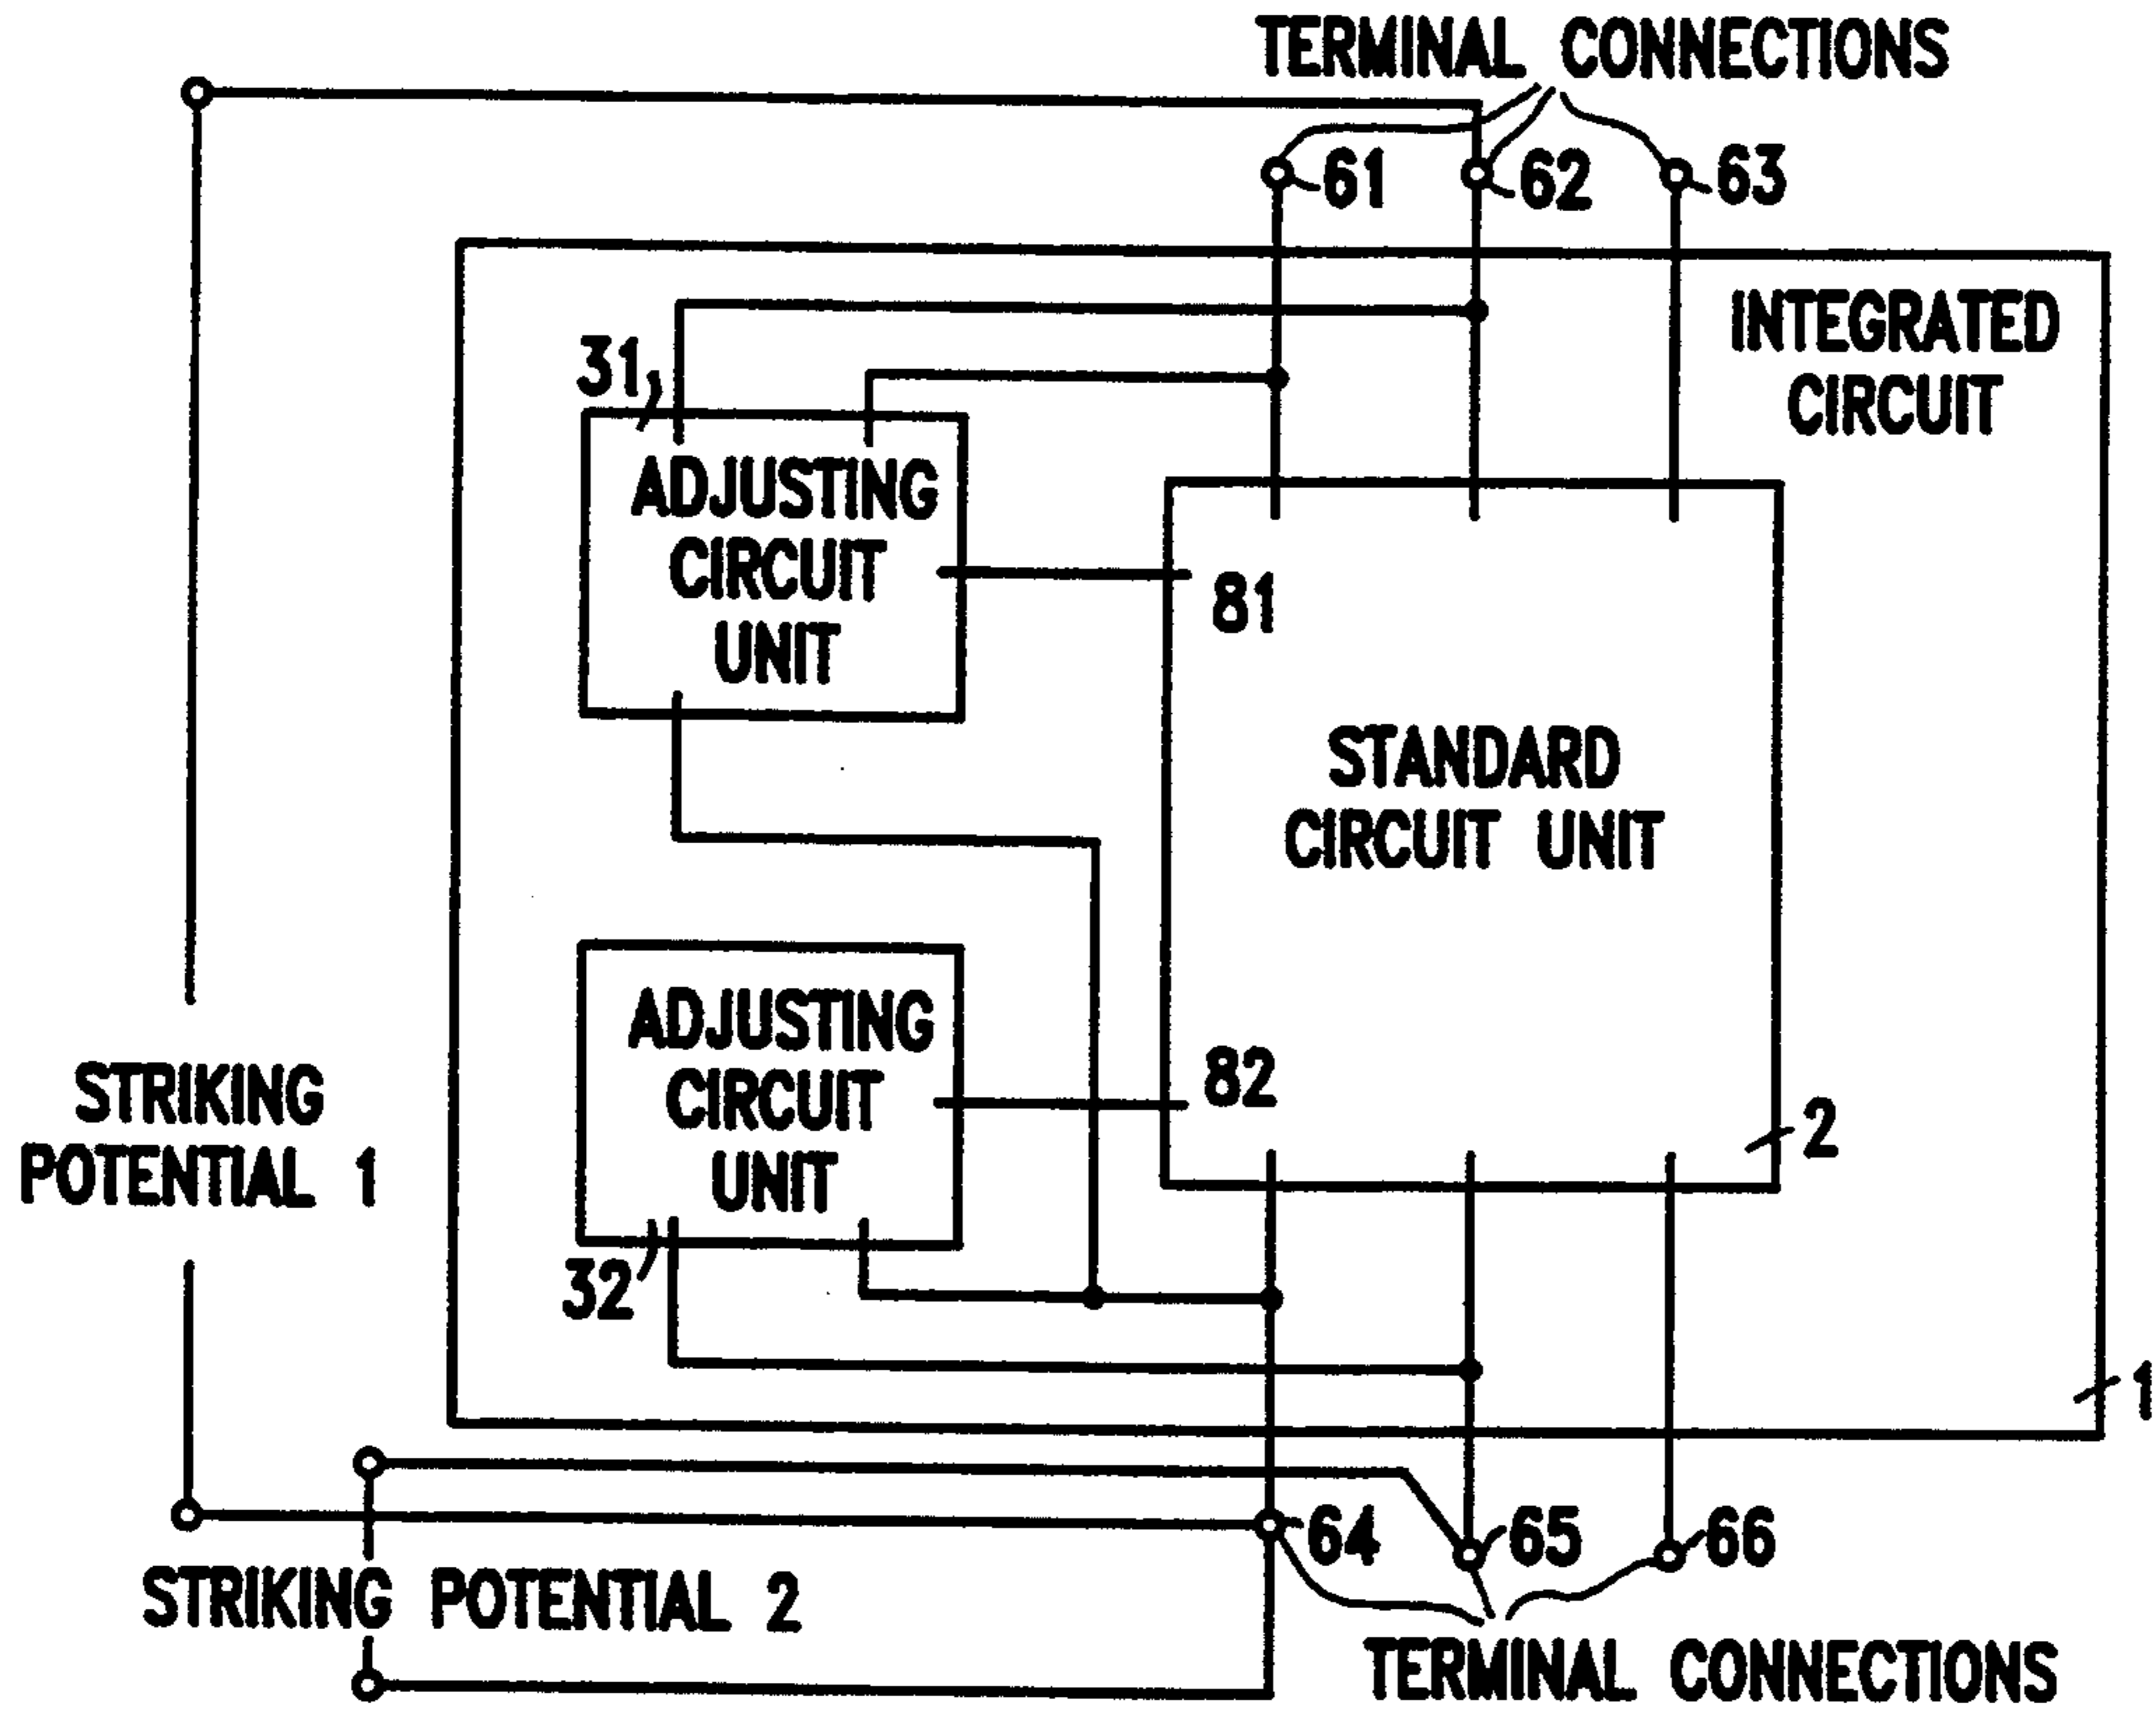 TERMINAL CONNECTIONS
61
62
63
INTEGRATED
CIRCUIT
31
ADJUSTING
CIRCUIT
UNIT
81
STANDARD
CIRCUIT UNIT
ADJUSTING
CIRCUIT
UNIT
82
2
STRIKING
POTENTIAL 1
32
1
64
65
66
STRIKING POTENTIAL 2
TERMINAL CONNECTIONS